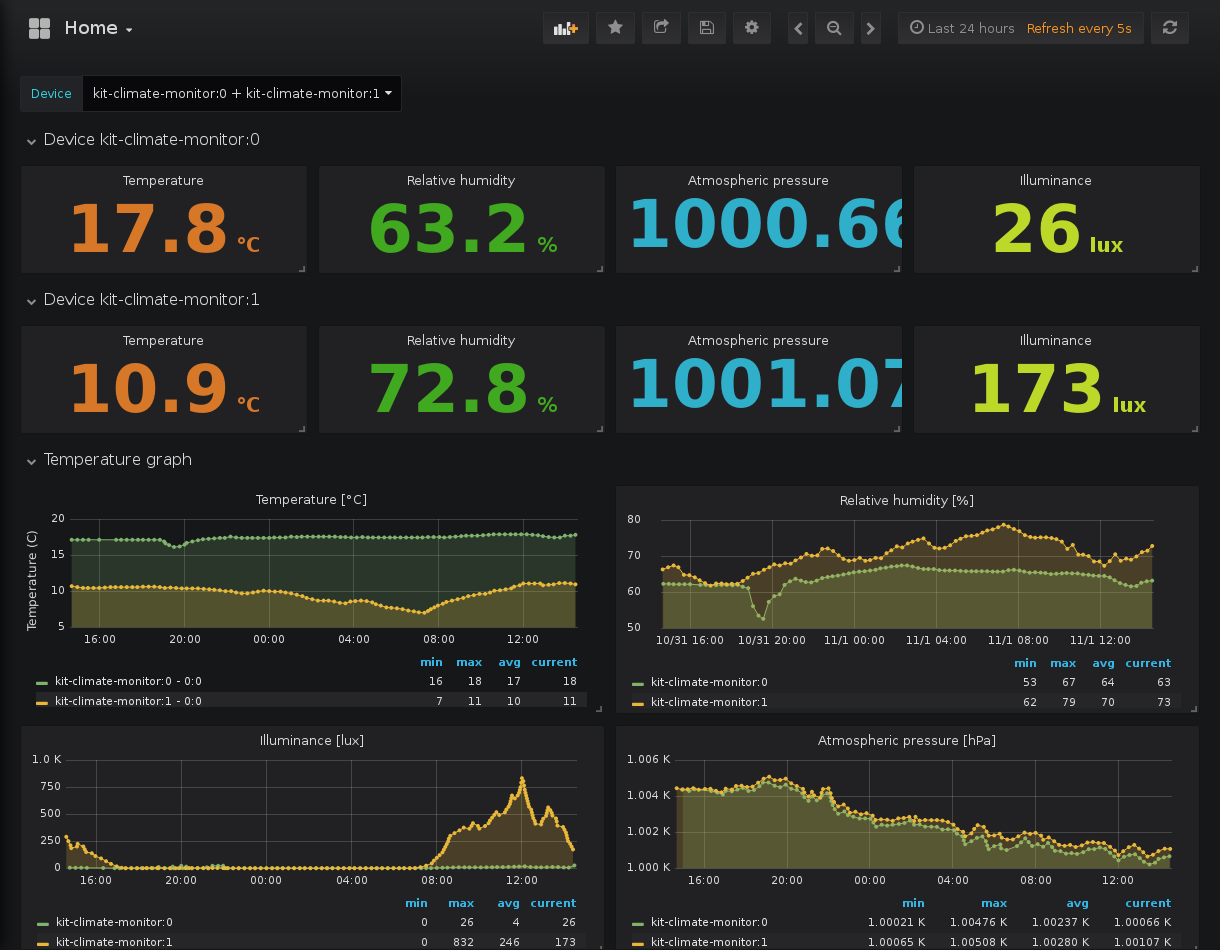 Home
Last 24 hours Refresh every 5s
Device kit-climate-monitor:0 + kit-climate-monitor:1
Device kit-climate-monitor:0
Temperature Relative humidity Atmospheric pressure Illuminance
17.8 °C 63.2 % 1000.66 26 lux
Device kit-climate-monitor:1
Temperature Relative humidity Atmospheric pressure Illuminance
10.9 °C 72.8 % 1001.07 173 lux
Temperature graph
Temperature [°C]
Temperature (C)
20
15
10
5
16:00 20:00 00:00 04:00 08:00 12:00
min max avg current
kit-climate-monitor:0 - 0:0 16 18 17 18
kit-climate-monitor:1 - 0:0 7 11 10 11
Relative humidity [%]
80
70
60
50
10/31 16:00 10/31 20:00 11/1 00:00 11/1 04:00 11/1 08:00 11/1 12:00
min max avg current
kit-climate-monitor:0 53 67 64 63
kit-climate-monitor:1 62 79 70 73
Illuminance [lux]
1.0 K
750
500
250
0
16:00 20:00 00:00 04:00 08:00 12:00
min max avg current
kit-climate-monitor:0 0 26 4 26
kit-climate-monitor:1 0 832 246 173
Atmospheric pressure [hPa]
1.006 K
1.004 K
1.002 K
1.000 K
16:00 20:00 00:00 04:00 08:00 12:00
min max avg current
kit-climate-monitor:0 1.00021 K 1.00476 K 1.00237 K 1.00066 K
kit-climate-monitor:1 1.00065 K 1.00508 K 1.00280 K 1.00107 K